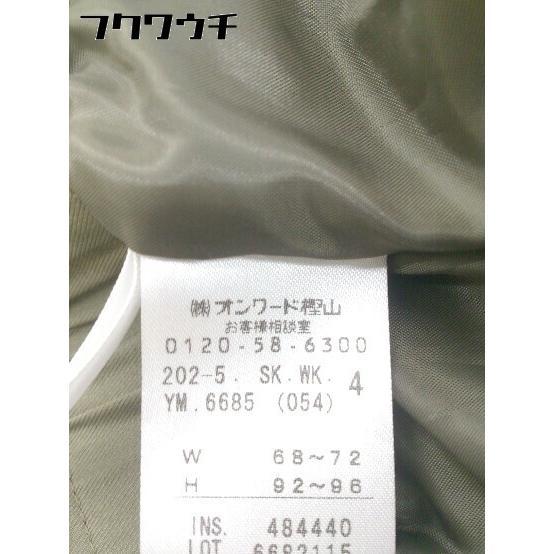 フクワウチ
㈱オンワード樫山
お客様相談室
0120-58-6300
202-5. SK.WK. 4
YM.6685 (054)
W 68～72
H 92～96
INS. 484440
LOT 6682115